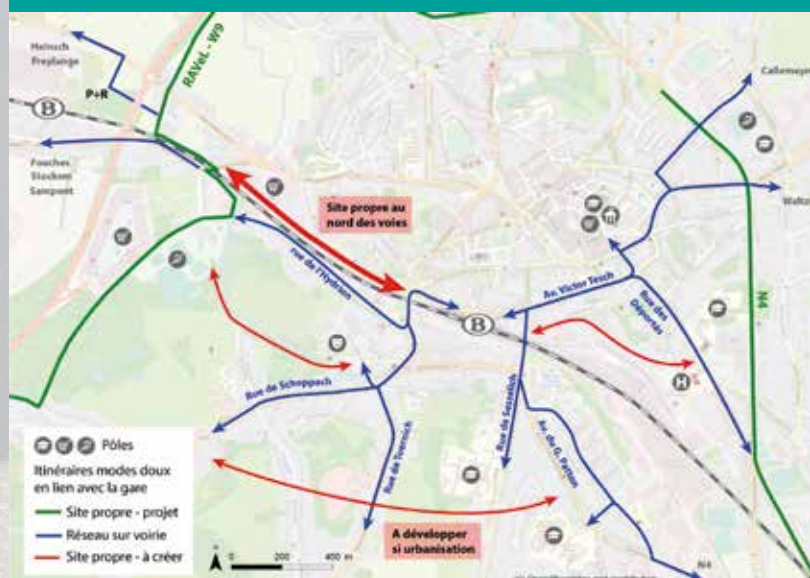 Heinsch
Freylange
P+R
RAVeL - W9
B
Fouches
Stockem
Sampont
Site propre au
nord des voies
rue de l'Hydrion
Callemeyn
Waltz
Av. Victor Tesch
Rue des
Déportés
N4
B
H
Rue de Schoppach
Rue de Toernich
Rue de Sesselich
Av. du G. Patton
A développer
si urbanisation
N4
Pôles
Itinéraires modes doux
en lien avec la gare
Site propre - projet
Réseau sur voirie
Site propre - à créer
0 200 400 m